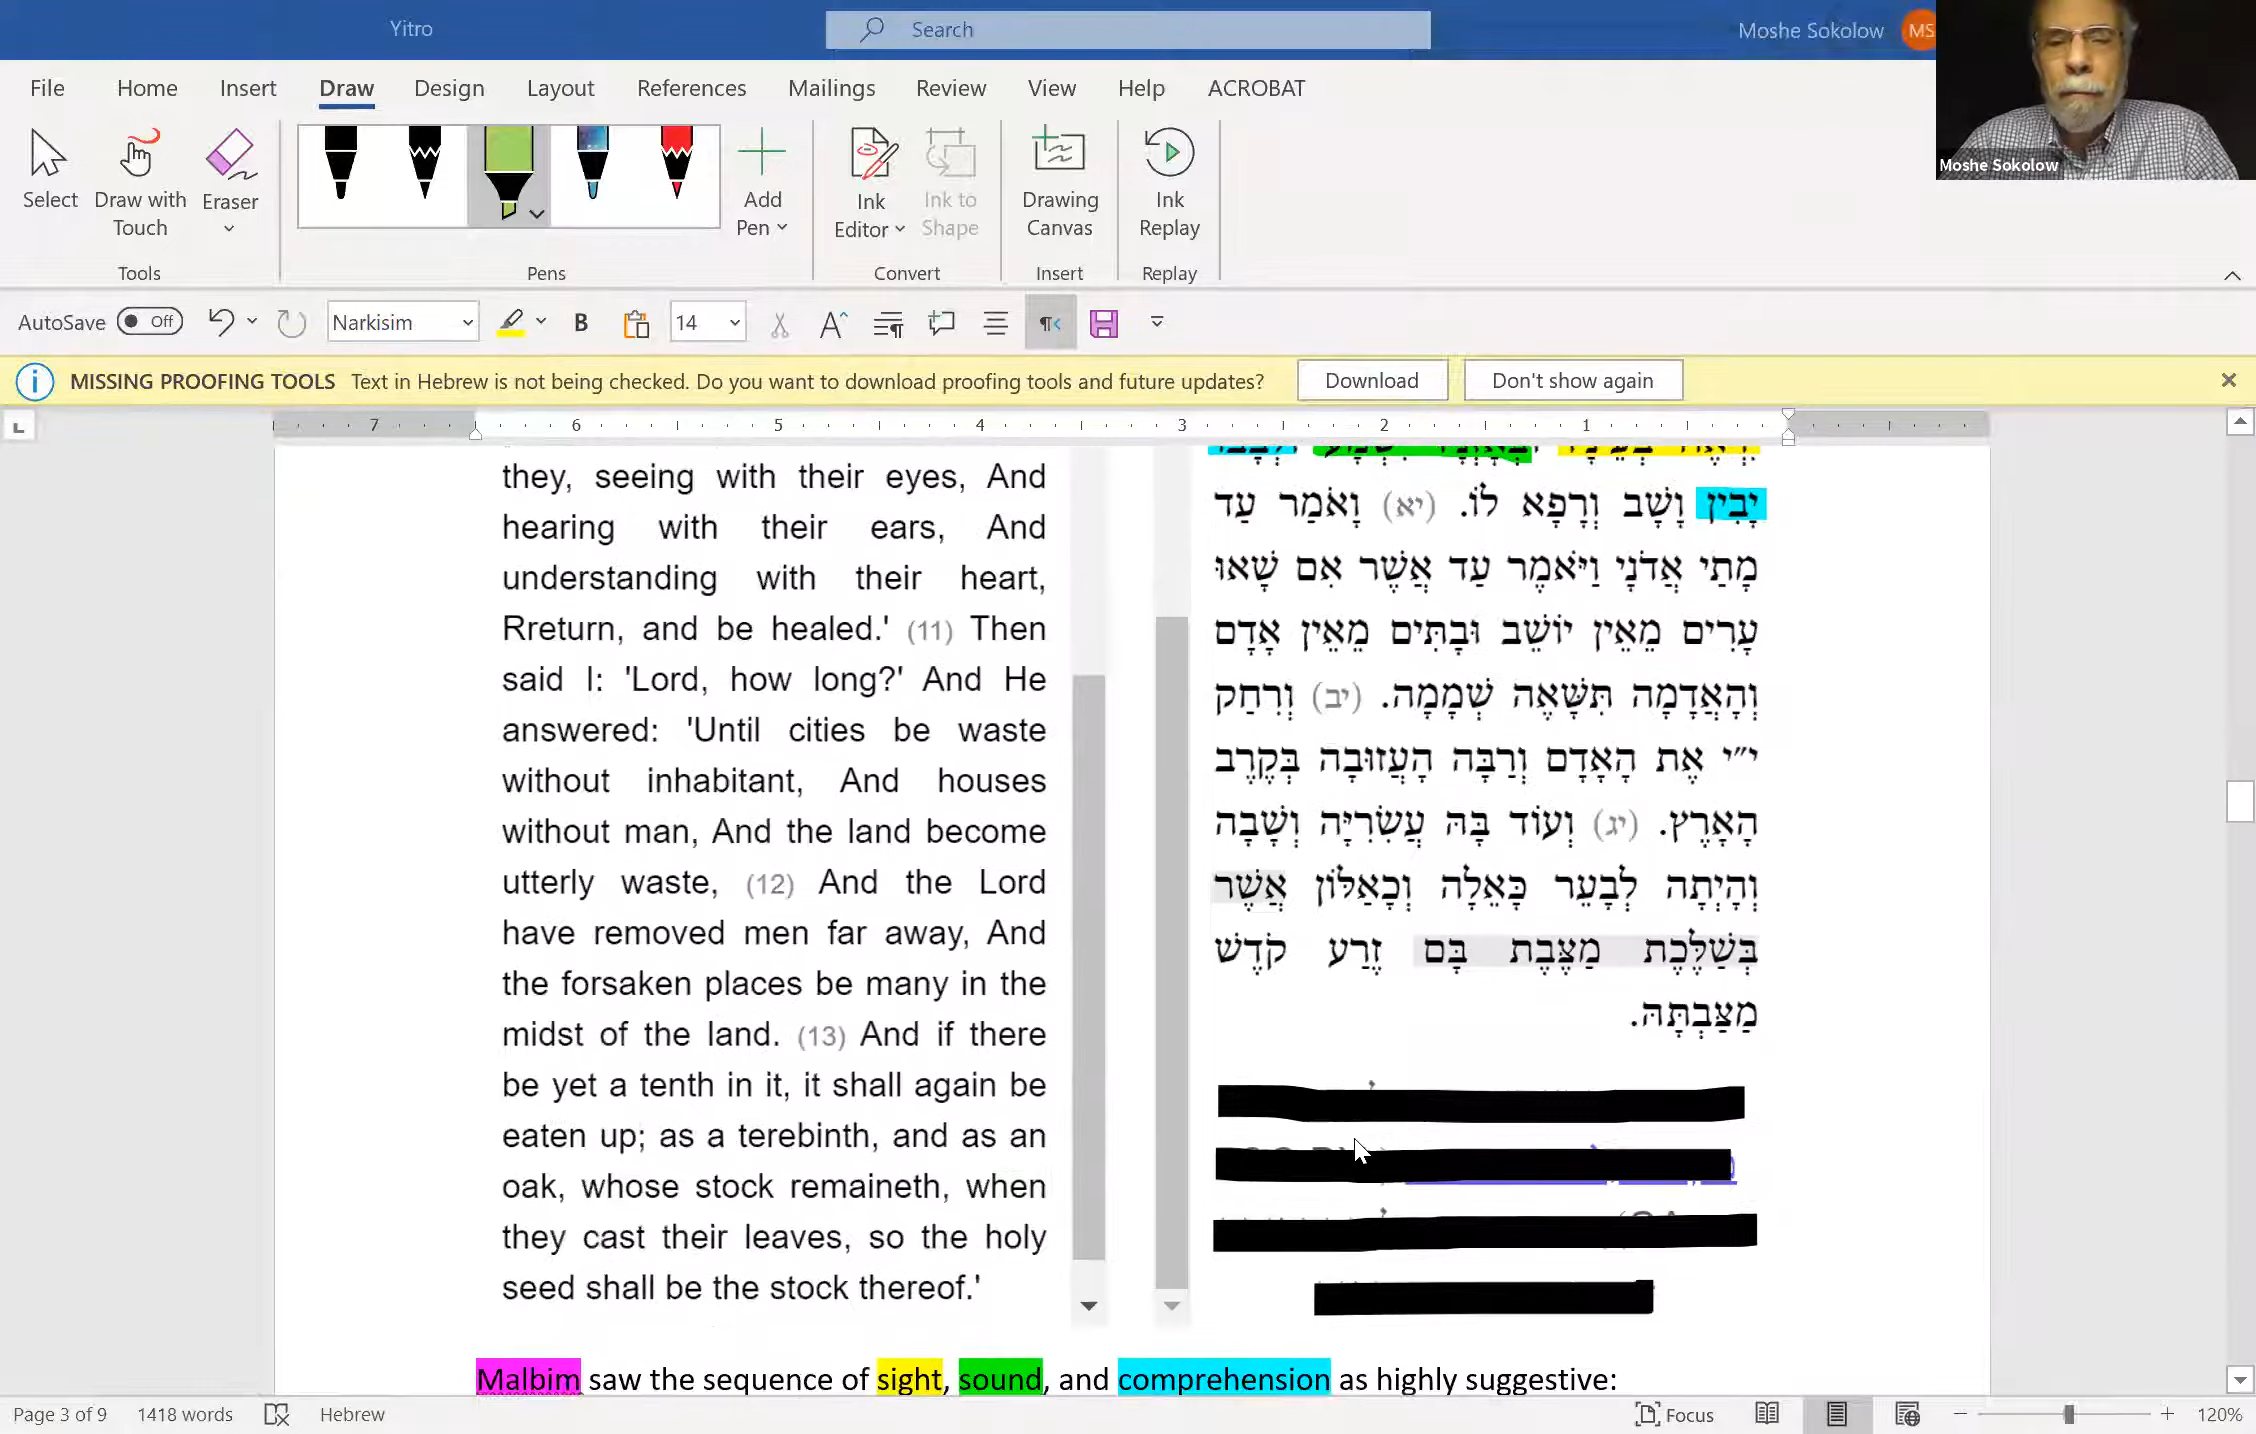 Yitro
Search
Moshe Sokolow
MS
File Home Insert Draw Design Layout References Mailings Review View Help ACROBAT
Select
Draw with Touch
Eraser
Add Pen
Ink Editor
Ink to Shape
Drawing Canvas
Ink Replay
Tools
Pens
Convert
Insert
Replay
Moshe Sokolow
AutoSave Off
Narkisim
B
14
MISSING PROOFING TOOLS Text in Hebrew is not being checked. Do you want to download proofing tools and future updates? Download Don't show again
7 6 5 4 3 2 1
they, seeing with their eyes, And
hearing with their ears, And
understanding with their heart,
Rreturn, and be healed.' (11) Then
said I: 'Lord, how long?' And He
answered: 'Until cities be waste
without inhabitant, And houses
without man, And the land become
utterly waste, (12) And the Lord
have removed men far away, And
the forsaken places be many in the
midst of the land. (13) And if there
be yet a tenth in it, it shall again be
eaten up; as a terebinth, and as an
oak, whose stock remaineth, when
they cast their leaves, so the holy
seed shall be the stock thereof.'
יָבִין וָשָׁב וְרָפָא לוֹ. (יא) וָאֹמַר עַד
מָתַי אֲדֹנָי וַיֹּאמֶר עַד אֲשֶׁר אִם שָׁאוּ
עָרִים מֵאֵין יוֹשֵׁב וּבָתִּים מֵאֵין אָדָם
וְהָאֲדָמָה תִּשָּׁאֶה שְׁמָמָה. (יב) וְרִחַק
י״י אֶת הָאָדָם וְרַבָּה הָעֲזוּבָה בְּקֶרֶב
הָאָרֶץ. (יג) וְעוֹד בָּהּ עֲשִׂרִיָּה וְשָׁבָה
וְהָיְתָה לְבָעֵר כָּאֵלָה וְכָאַלּוֹן אֲשֶׁר
בְּשַׁלֶּכֶת מַצֶּבֶת בָּם זֶרַע קֹדֶשׁ
מַצַּבְתָּהּ.
Malbim saw the sequence of sight, sound, and comprehension as highly suggestive:
Page 3 of 9 1418 words Hebrew Focus 120%